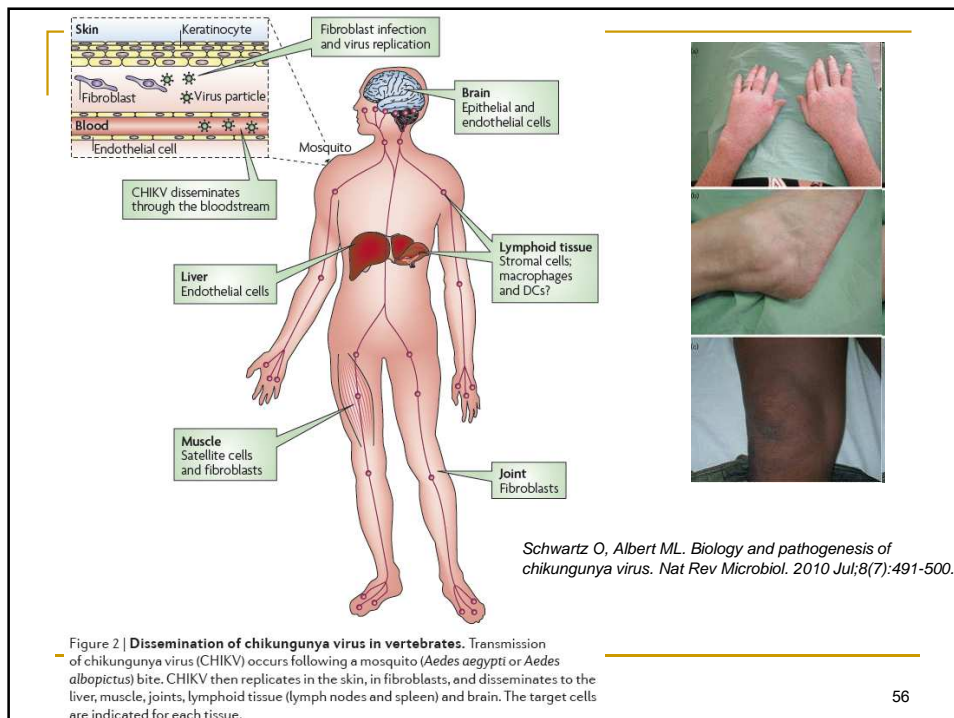 Skin
Keratinocyte
Fibroblast infection
and virus replication
Fibroblast
Virus particle
Blood
Endothelial cell
Mosquito
CHIKV disseminates
through the bloodstream
Brain
Epithelial and
endothelial cells
Liver
Endothelial cells
Lymphoid tissue
Stromal cells;
macrophages
and DCs?
Muscle
Satellite cells
and fibroblasts
Joint
Fibroblasts
(a)
(b)
(c)
Schwartz O, Albert ML. Biology and pathogenesis of
chikungunya virus. Nat Rev Microbiol. 2010 Jul;8(7):491-500.
Figure 2 | Dissemination of chikungunya virus in vertebrates. Transmission
of chikungunya virus (CHIKV) occurs following a mosquito (Aedes aegypti or Aedes
albopictus) bite. CHIKV then replicates in the skin, in fibroblasts, and disseminates to the
liver, muscle, joints, lymphoid tissue (lymph nodes and spleen) and brain. The target cells
are indicated for each tissue.
56